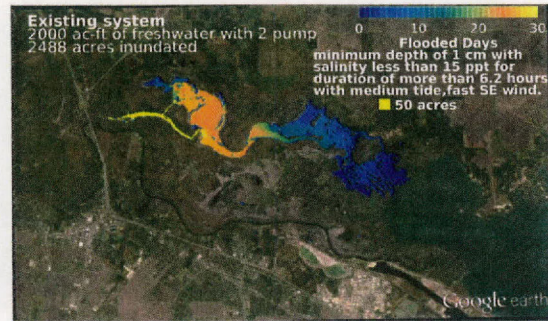 Existing system
2000 ac-ft of freshwater with 2 pump
2488 acres inundated
0 10 20 30
Flooded Days
minimum depth of 1 cm with
salinity less than 15 ppt for
duration of more than 6.2 hours
with medium tide,fast SE wind.
50 acres
Google earth